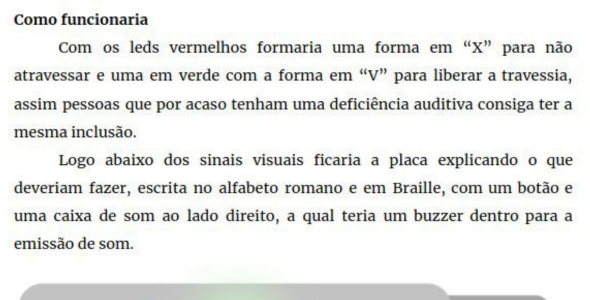 Como funcionaria
Com os leds vermelhos formaria uma forma em “X” para não
atravessar e uma em verde com a forma em “V” para liberar a travessia,
assim pessoas que por acaso tenham uma deficiência auditiva consiga ter a
mesma inclusão.
Logo abaixo dos sinais visuais ficaria a placa explicando o que
deveriam fazer, escrita no alfabeto romano e em Braille, com um botão e
uma caixa de som ao lado direito, a qual teria um buzzer dentro para a
emissão de som.